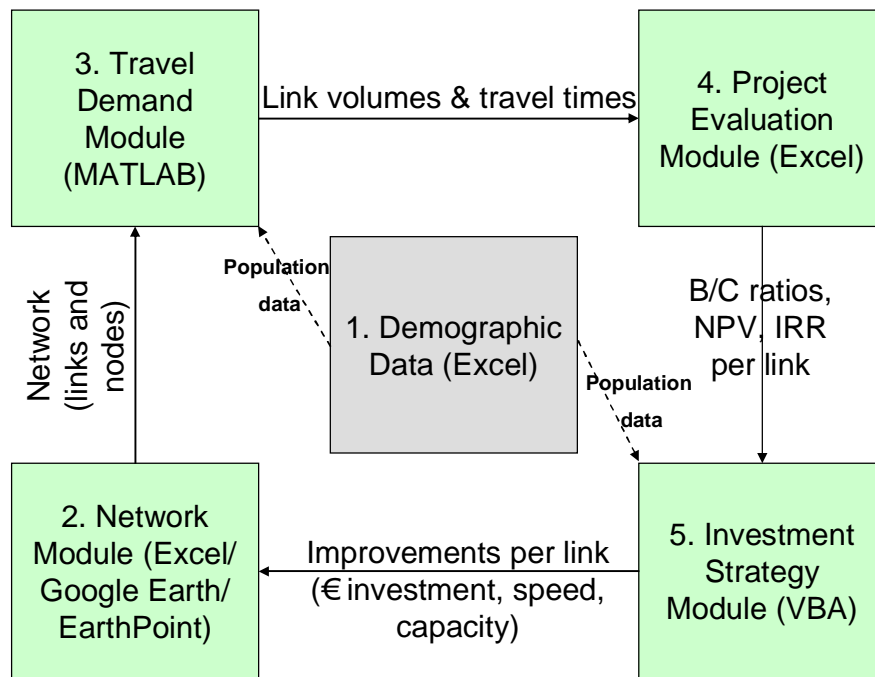 3. Travel
Demand
Module
(MATLAB)
Link volumes & travel times
4. Project
Evaluation
Module (Excel)
Population
data
1. Demographic
Data (Excel)
Population
data
B/C ratios,
NPV, IRR
per link
Network
(links and
nodes)
2. Network
Module (Excel/
Google Earth/
EarthPoint)
Improvements per link
(€ investment, speed,
capacity)
5. Investment
Strategy
Module (VBA)